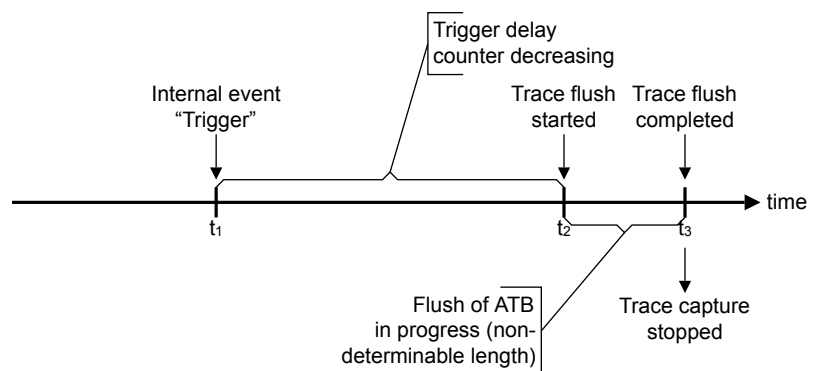 Trigger delay
counter decreasing
Internal event
“Trigger”
Trace flush
started
Trace flush
completed
time
t1
t2
t3
Flush of ATB
in progress (non-
determinable length)
Trace capture
stopped